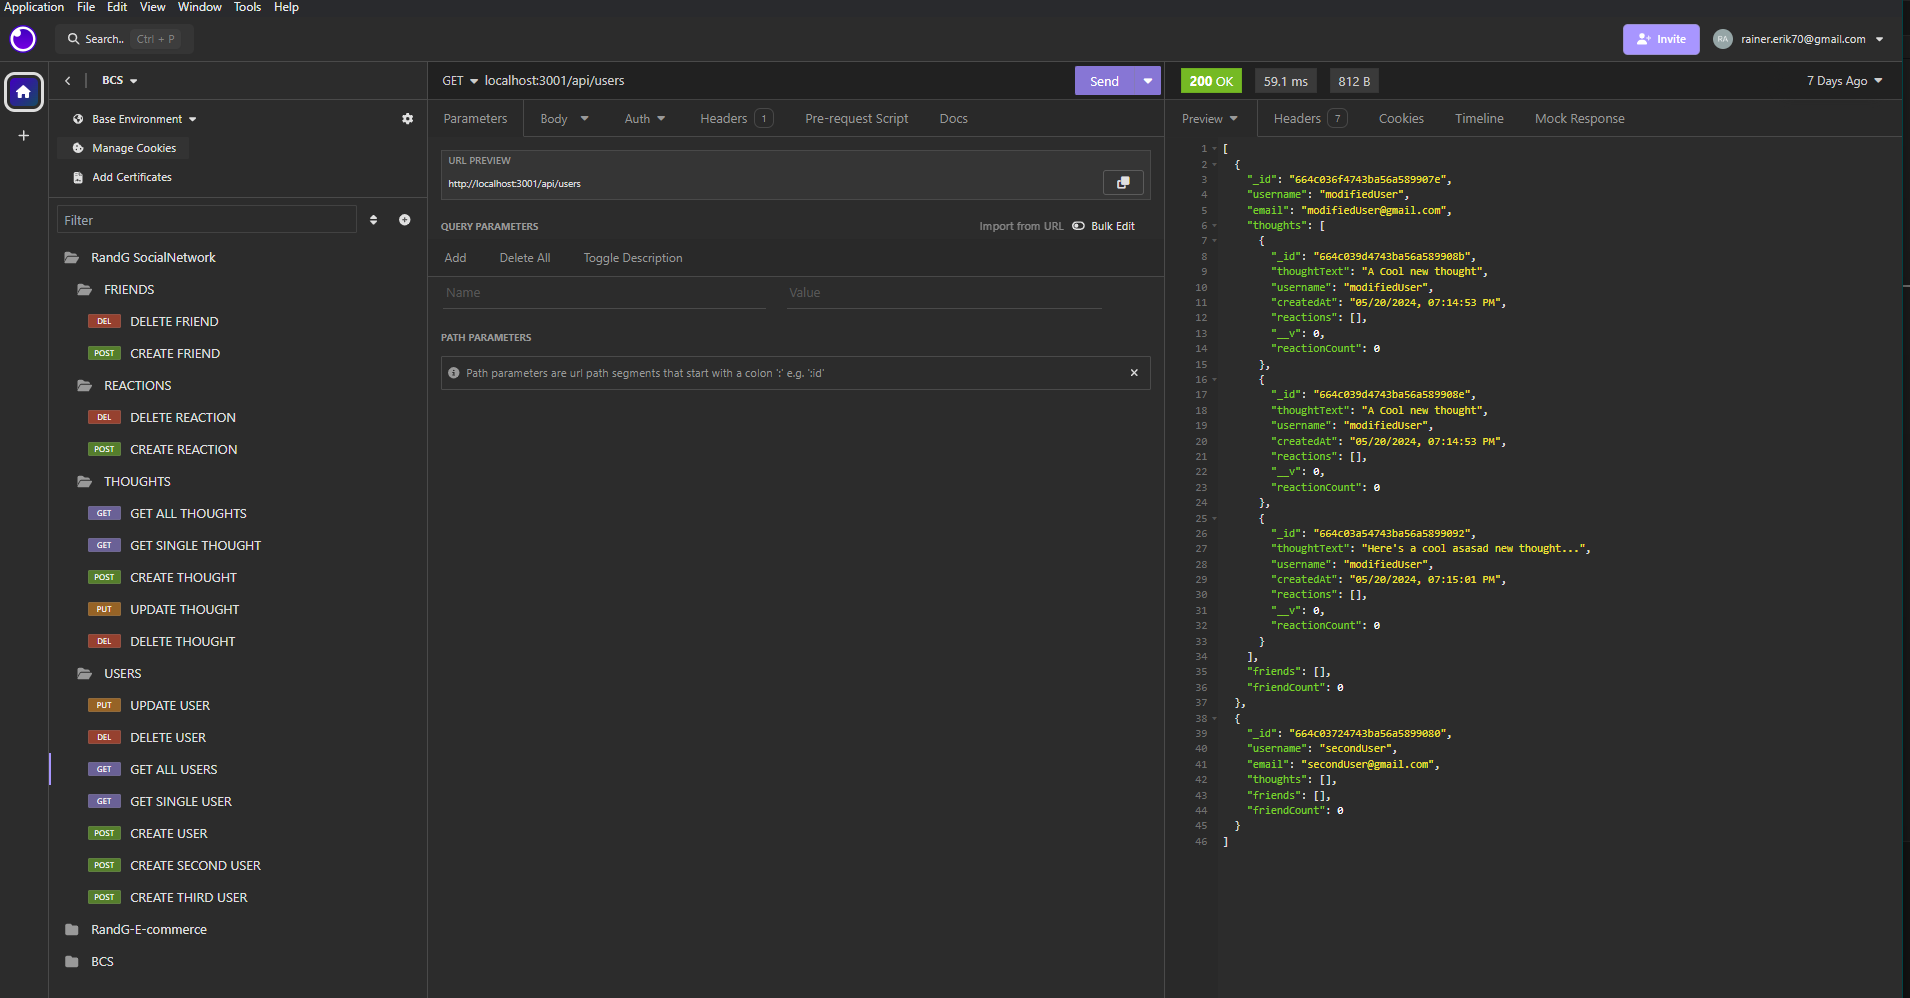 Application File Edit View Window Tools Help
Search.. Ctrl + P
Invite RA rainer.erik70@gmail.com
BCS
Base Environment
Manage Cookies
Add Certificates
Filter
RandG SocialNetwork
FRIENDS
DEL DELETE FRIEND
POST CREATE FRIEND
REACTIONS
DEL DELETE REACTION
POST CREATE REACTION
THOUGHTS
GET GET ALL THOUGHTS
GET GET SINGLE THOUGHT
POST CREATE THOUGHT
PUT UPDATE THOUGHT
DEL DELETE THOUGHT
USERS
PUT UPDATE USER
DEL DELETE USER
GET GET ALL USERS
GET GET SINGLE USER
POST CREATE USER
POST CREATE SECOND USER
POST CREATE THIRD USER
RandG-E-commerce
BCS
GET localhost:3001/api/users Send
Parameters Body Auth Headers 1 Pre-request Script Docs
URL PREVIEW
http://localhost:3001/api/users
QUERY PARAMETERS Import from URL Bulk Edit
Add Delete All Toggle Description
Name Value
PATH PARAMETERS
Path parameters are url path segments that start with a colon ':' e.g. ':id'
200 OK 59.1 ms 812 B 7 Days Ago
Preview Headers 7 Cookies Timeline Mock Response
1 [
2 {
3 "_id": "664c036f4743ba56a589907e",
4 "username": "modifiedUser",
5 "email": "modifiedUser@gmail.com",
6 "thoughts": [
7 {
8 "_id": "664c039d4743ba56a589908b",
9 "thoughtText": "A Cool new thought",
10 "username": "modifiedUser",
11 "createdAt": "05/20/2024, 07:14:53 PM",
12 "reactions": [],
13 "__v": 0,
14 "reactionCount": 0
15 },
16 {
17 "_id": "664c039d4743ba56a589908e",
18 "thoughtText": "A Cool new thought",
19 "username": "modifiedUser",
20 "createdAt": "05/20/2024, 07:14:53 PM",
21 "reactions": [],
22 "__v": 0,
23 "reactionCount": 0
24 },
25 {
26 "_id": "664c03a54743ba56a5899092",
27 "thoughtText": "Here's a cool asasad new thought...",
28 "username": "modifiedUser",
29 "createdAt": "05/20/2024, 07:15:01 PM",
30 "reactions": [],
31 "__v": 0,
32 "reactionCount": 0
33 }
34 ],
35 "friends": [],
36 "friendCount": 0
37 },
38 {
39 "_id": "664c03724743ba56a5899080",
40 "username": "secondUser",
41 "email": "secondUser@gmail.com",
42 "thoughts": [],
43 "friends": [],
44 "friendCount": 0
45 }
46 ]